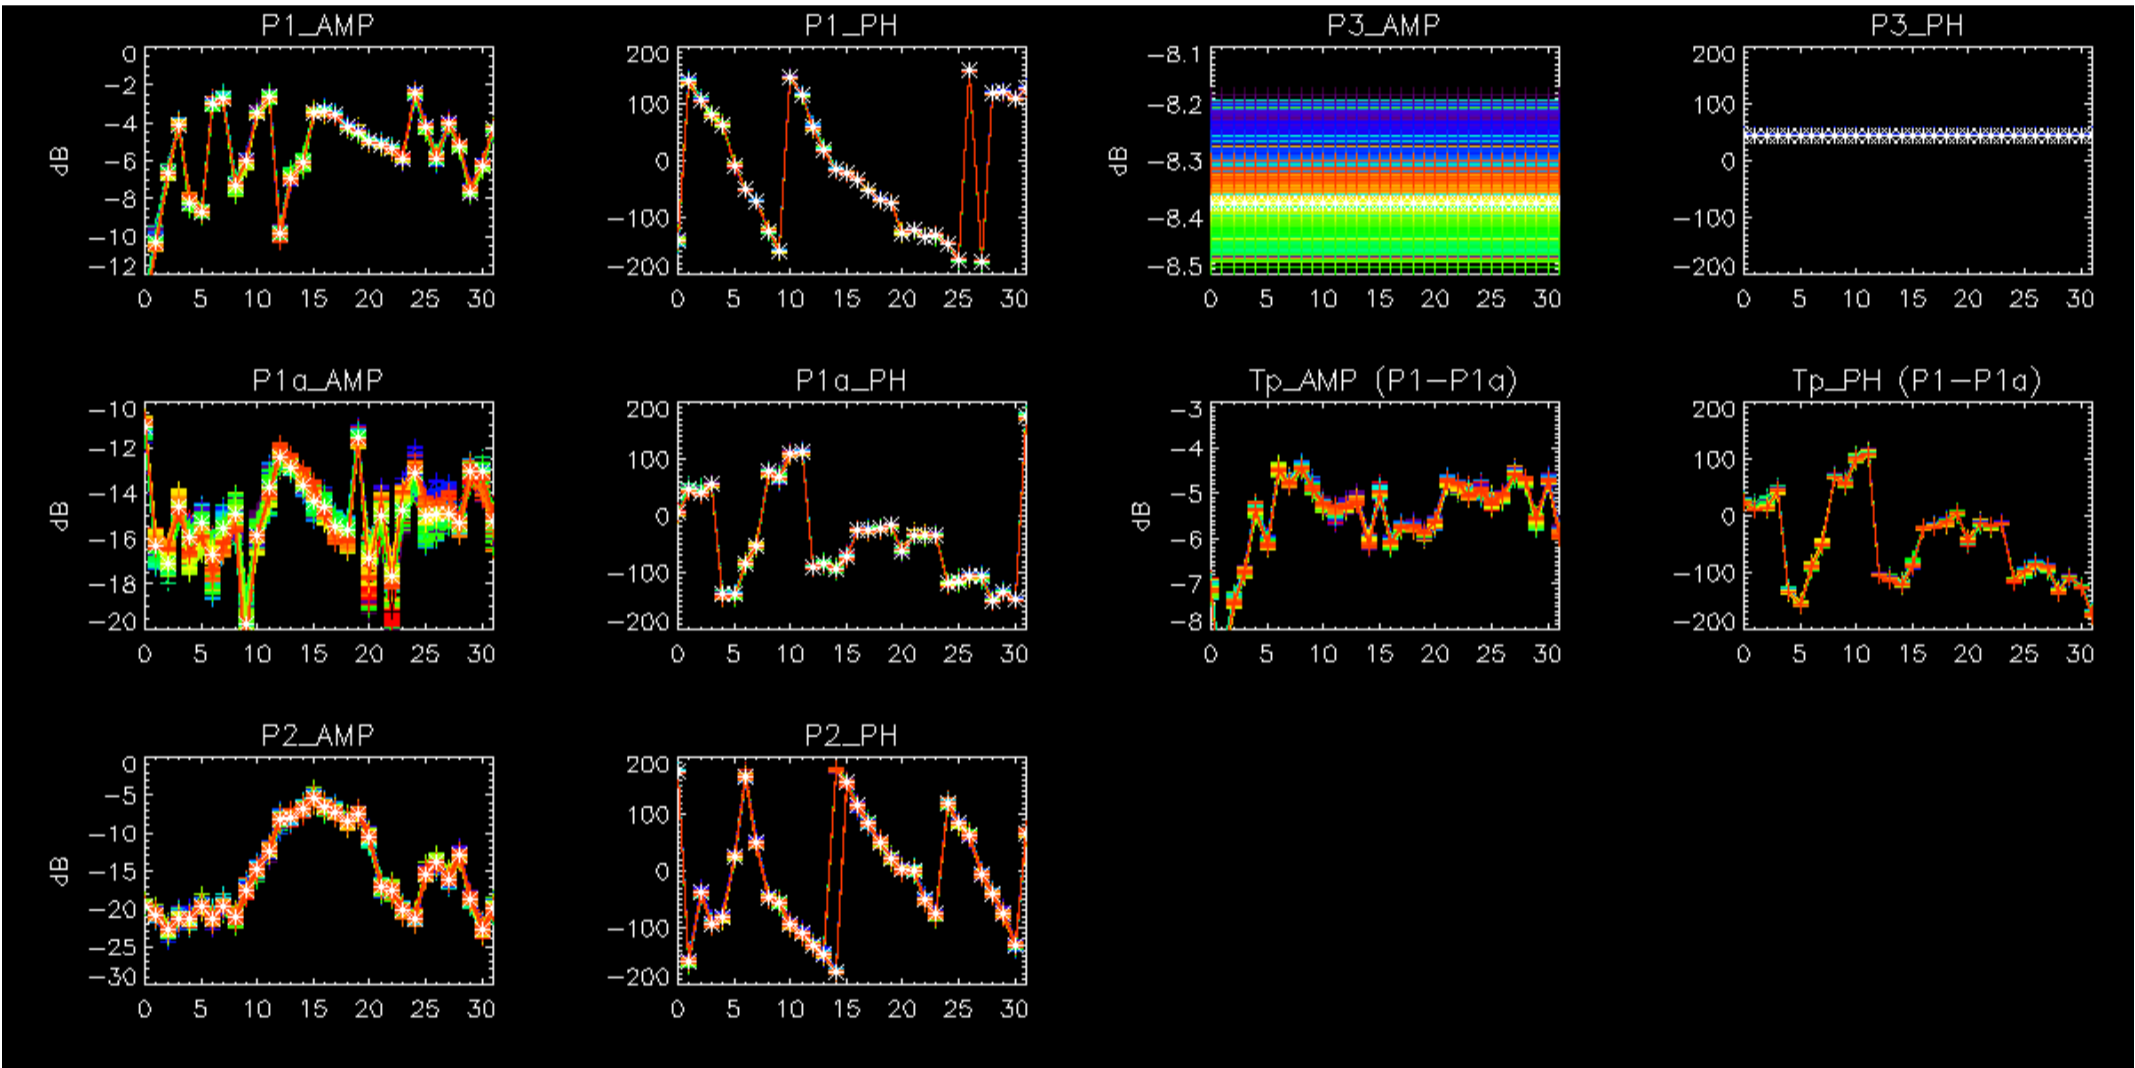 P1_AMP
P1_PH
P3_AMP
P3_PH
0
-2
-4
-6
-8
-10
-12
dB
0 5 10 15 20 25 30
200
100
0
-100
-200
0 5 10 15 20 25 30
-8.1
-8.2
-8.3
-8.4
-8.5
dB
0 5 10 15 20 25 30
200
100
0
-100
-200
0 5 10 15 20 25 30
P1a_AMP
P1a_PH
Tp_AMP (P1-P1a)
Tp_PH (P1-P1a)
-10
-12
-14
-16
-18
-20
dB
0 5 10 15 20 25 30
200
100
0
-100
-200
0 5 10 15 20 25 30
-3
-4
-5
-6
-7
-8
dB
0 5 10 15 20 25 30
200
100
0
-100
-200
0 5 10 15 20 25 30
P2_AMP
P2_PH
0
-5
-10
-15
-20
-25
-30
dB
0 5 10 15 20 25 30
200
100
0
-100
-200
0 5 10 15 20 25 30